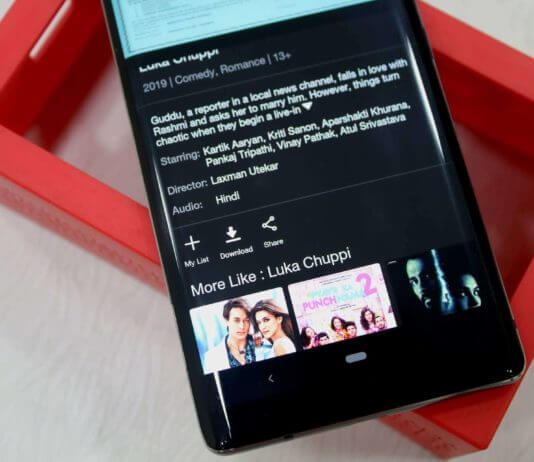 Luka Chuppi
2019 | Comedy, Romance | 13+
Guddu, a reporter in a local news channel, falls in love with
Rashmi and asks her to marry him. However, things turn
chaotic when they begin a live-in
Starring: Kartik Aaryan, Kriti Sanon, Aparshakti Khurana,
Pankaj Tripathi, Vinay Pathak, Atul Srivastava
Director: Laxman Utekar
Audio: Hindi
My List
Download
Share
More Like : Luka Chuppi
PYAAR KA
PUNCHNAMA 2